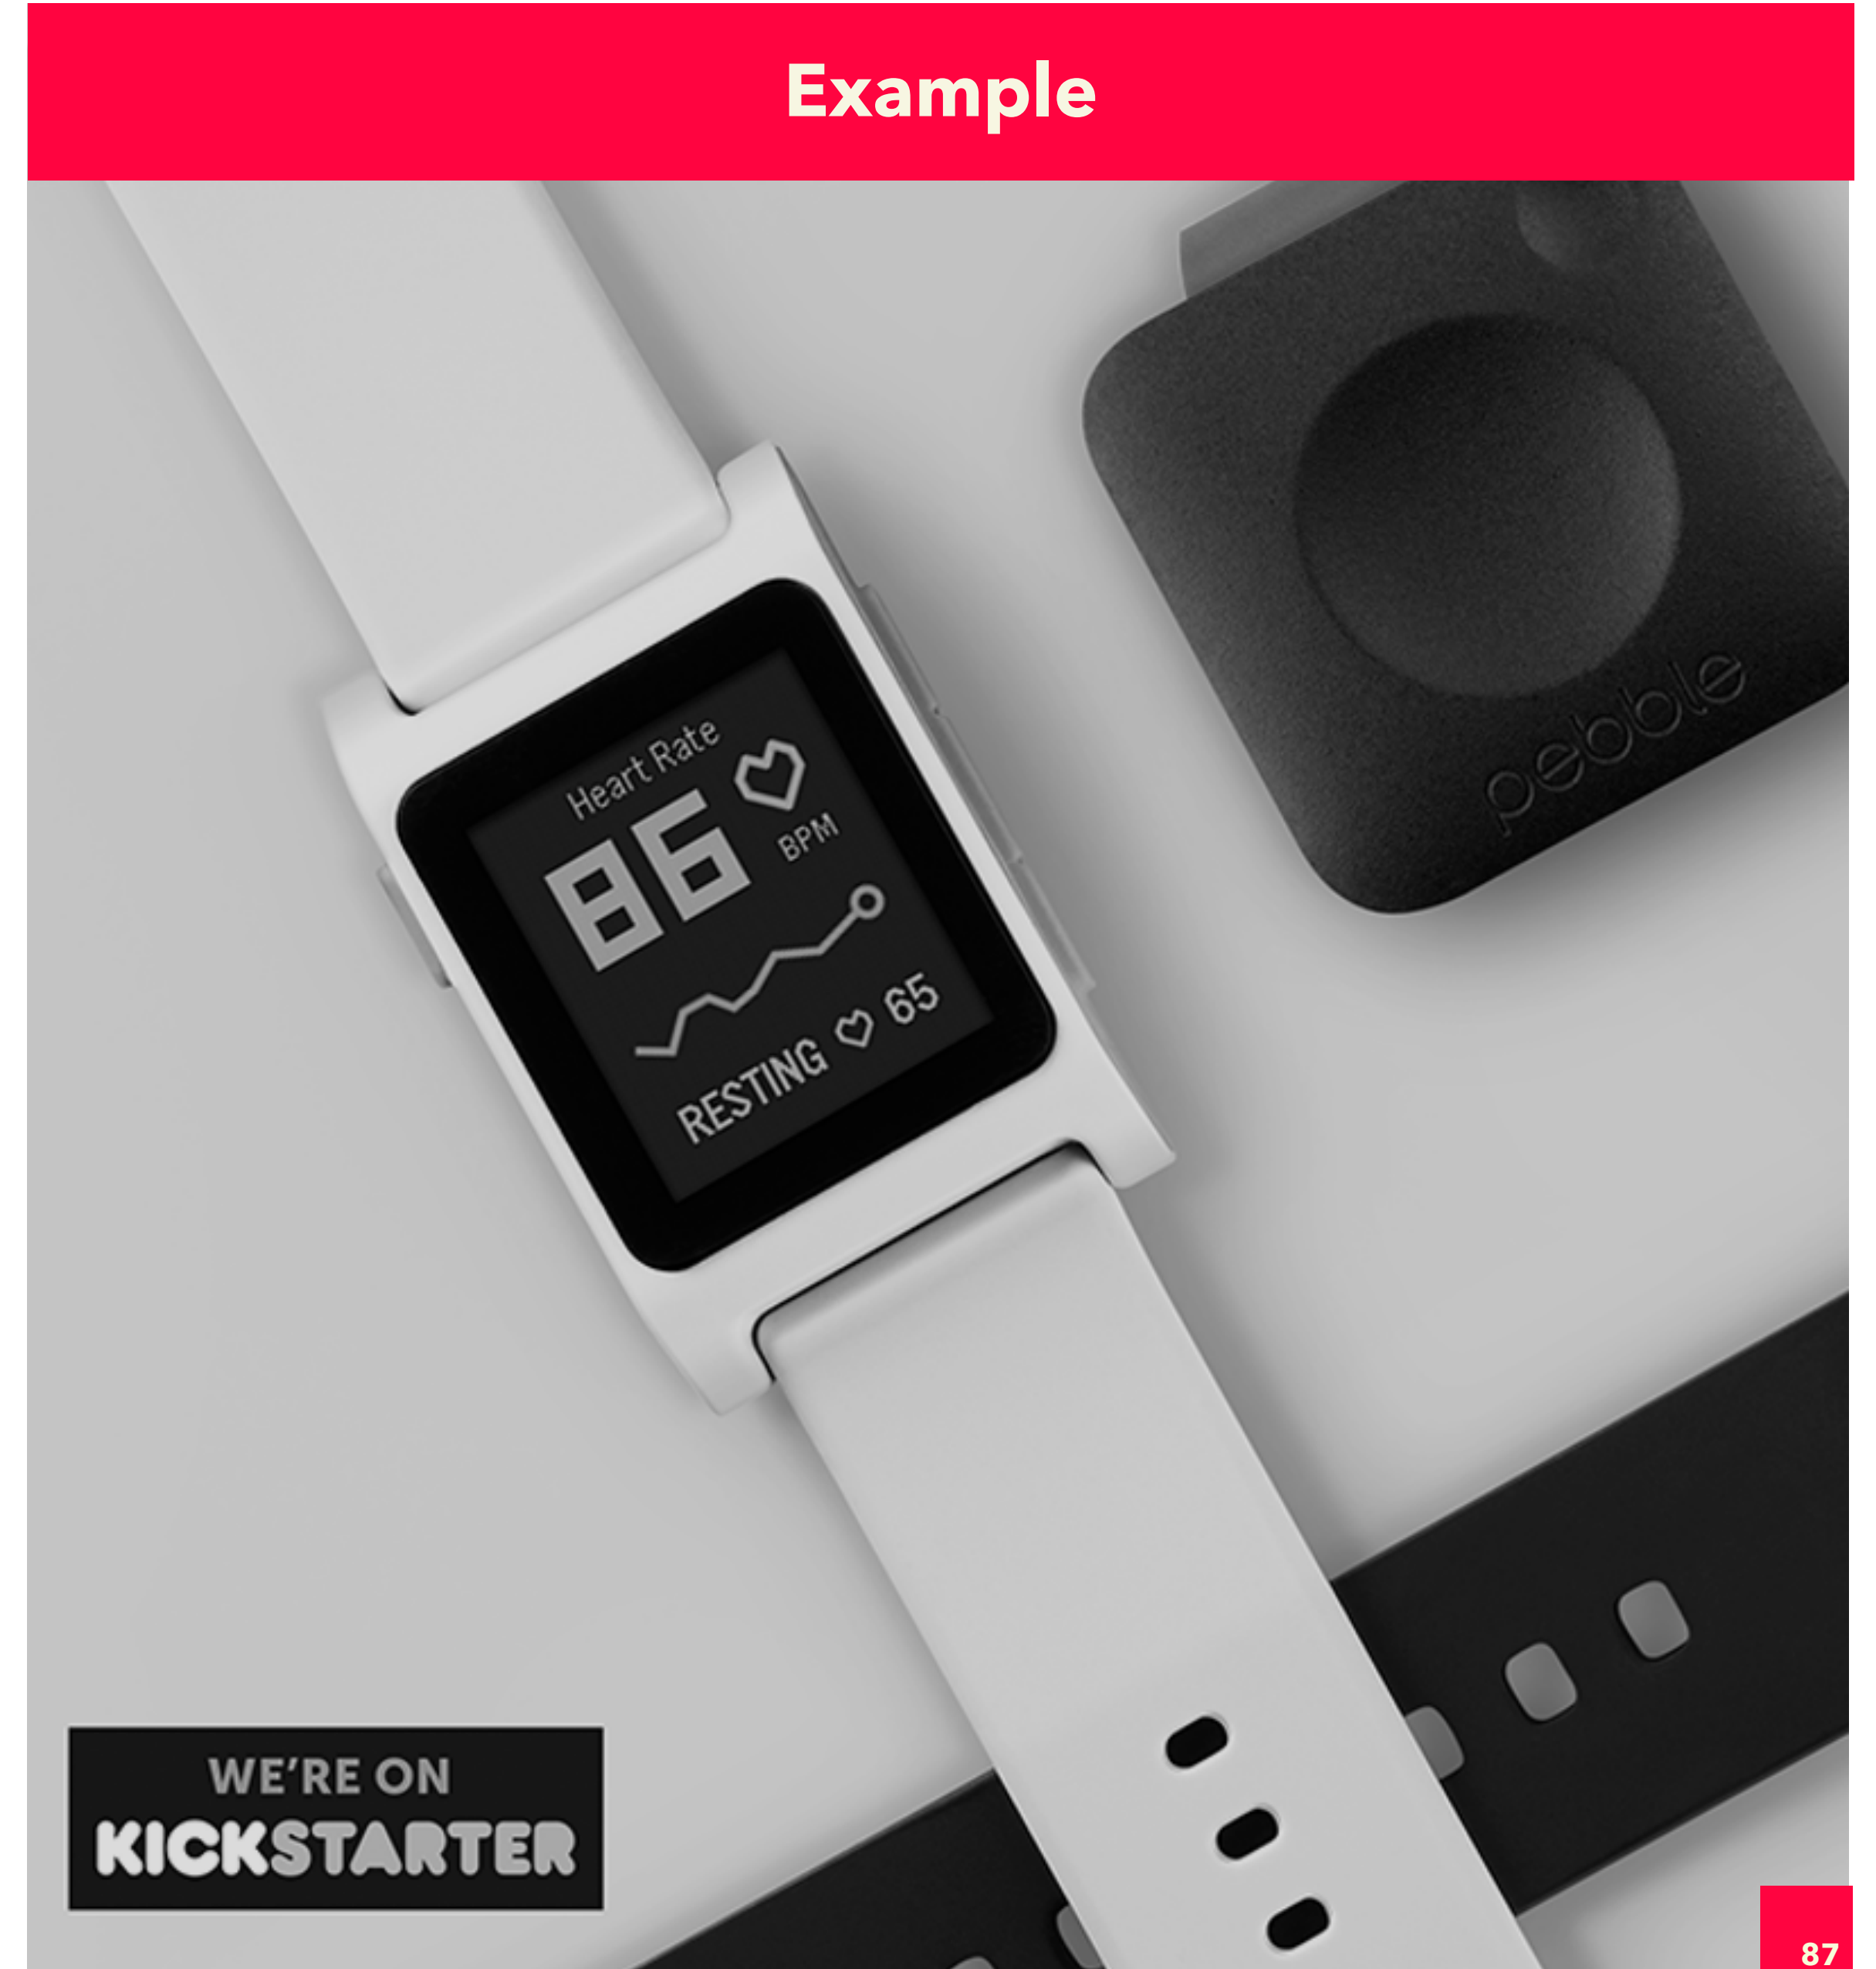 Example
pebble
Heart Rate
86
BPM
RESTING 65
WE'RE ON
KICKSTARTER
87